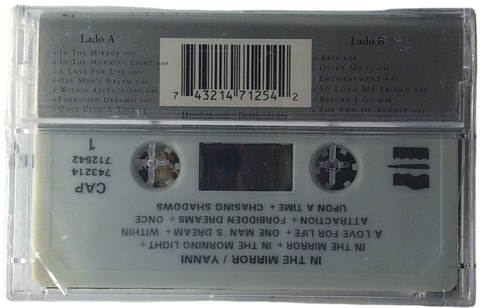 Lado A
IN THE MIRROR
IN THE MORNING LIGHT
A LOVE FOR LIFE
ONE MAN'S DREAM
WITHIN ATTRACTION
FORBIDDEN DREAMS
ONCE UPON A TIME
7 43214 71254 2
Lado B
ARIA
QUIET MAN
ENCHANTMENT
SO LONG MY FRIEND
BEFORE I GO
THE END OF AUGUST
IN THE MIRROR / YANNI
IN THE MIRROR + IN THE MORNING LIGHT +
A LOVE FOR LIFE + ONE MAN'S DREAM + WITHIN
ATTRACTION + FORBIDDEN DREAMS + ONCE
UPON A TIME + CHASING SHADOWS
CAP
743214
712542
1